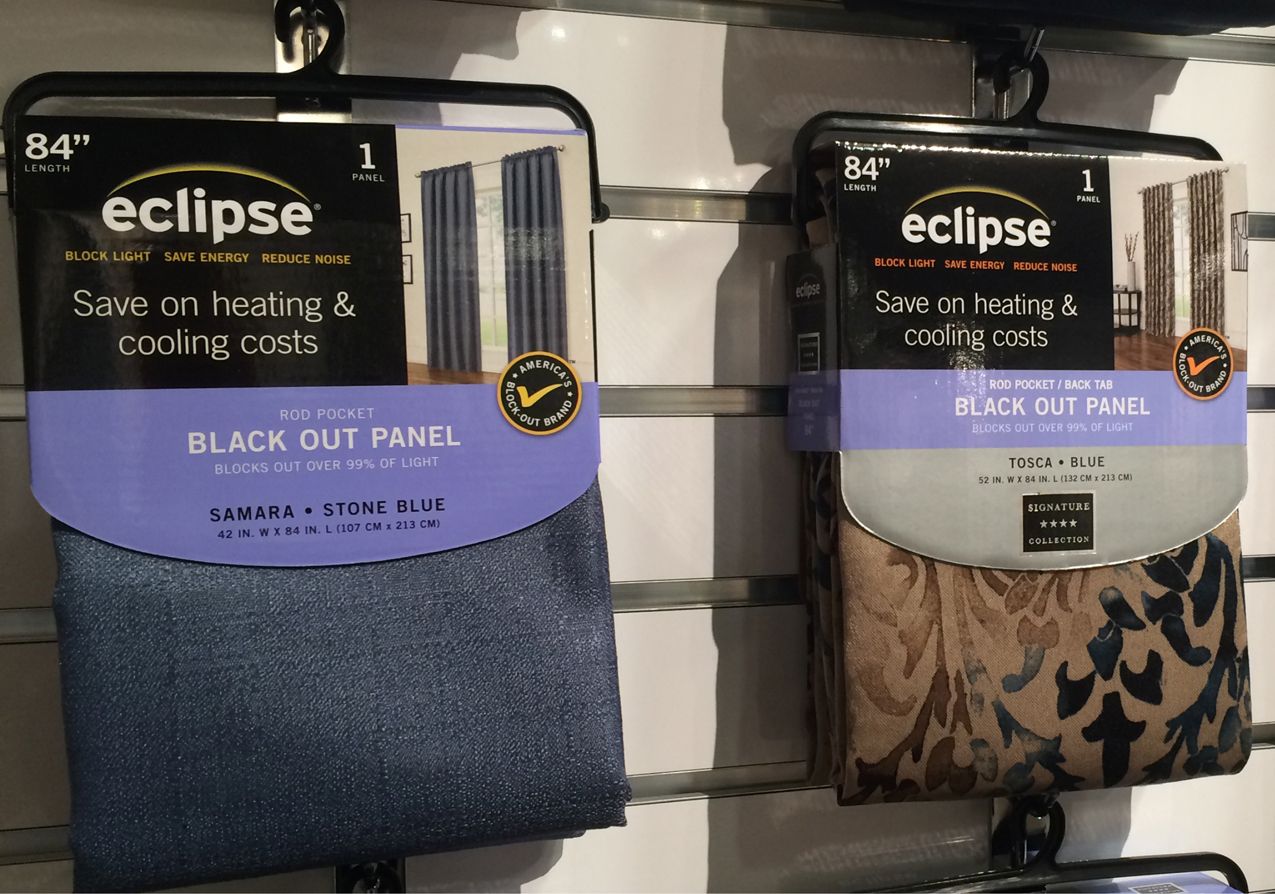 84”
LENGTH
1
PANEL
eclipse®
BLOCK LIGHT SAVE ENERGY REDUCE NOISE
Save on heating &
cooling costs
AMERICA'S
BLOCK-OUT BRAND
™
ROD POCKET
BLACK OUT PANEL
BLOCKS OUT OVER 99% OF LIGHT
SAMARA • STONE BLUE
42 IN. W X 84 IN. L (107 CM x 213 CM)
84”
LENGTH
1
PANEL
eclipse®
BLOCK LIGHT SAVE ENERGY REDUCE NOISE
Save on heating &
cooling costs
AMERICA'S
BLOCK-OUT BRAND
ROD POCKET / BACK TAB
BLACK OUT PANEL
BLOCKS OUT OVER 99% OF LIGHT
TOSCA • BLUE
52 IN. W X 84 IN. L (132 CM x 213 CM)
SIGNATURE
COLLECTION
eclipse